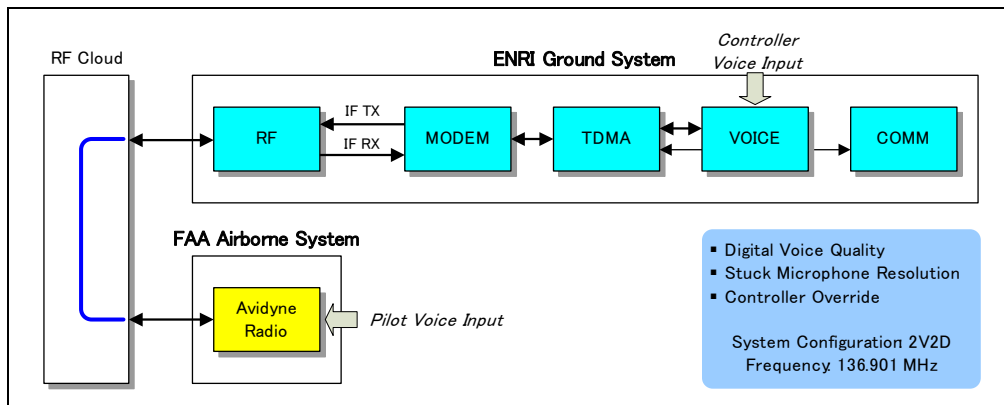 RF Cloud
ENRI Ground System
Controller
Voice Input
RF
IF TX
IF RX
MODEM
TDMA
VOICE
COMM
FAA Airborne System
Avidyne
Radio
Pilot Voice Input
▪ Digital Voice Quality
▪ Stuck Microphone Resolution
▪ Controller Override
System Configuration: 2V2D
Frequency: 136.901 MHz